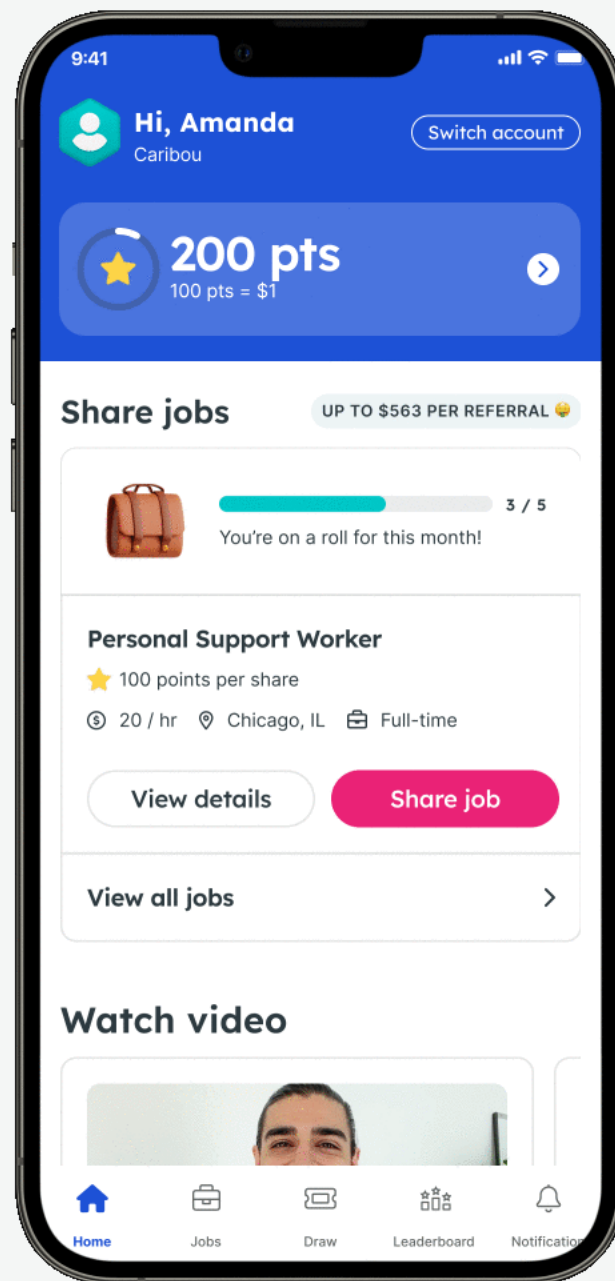 9:41
Hi, Amanda
Caribou
Switch account
200 pts
100 pts = $1
Share jobs
UP TO $563 PER REFERRAL 🤑
3 / 5
You're on a roll for this month!
Personal Support Worker
100 points per share
20 / hr
Chicago, IL
Full-time
View details
Share job
View all jobs
Watch video
Home
Jobs
Draw
Leaderboard
Notification